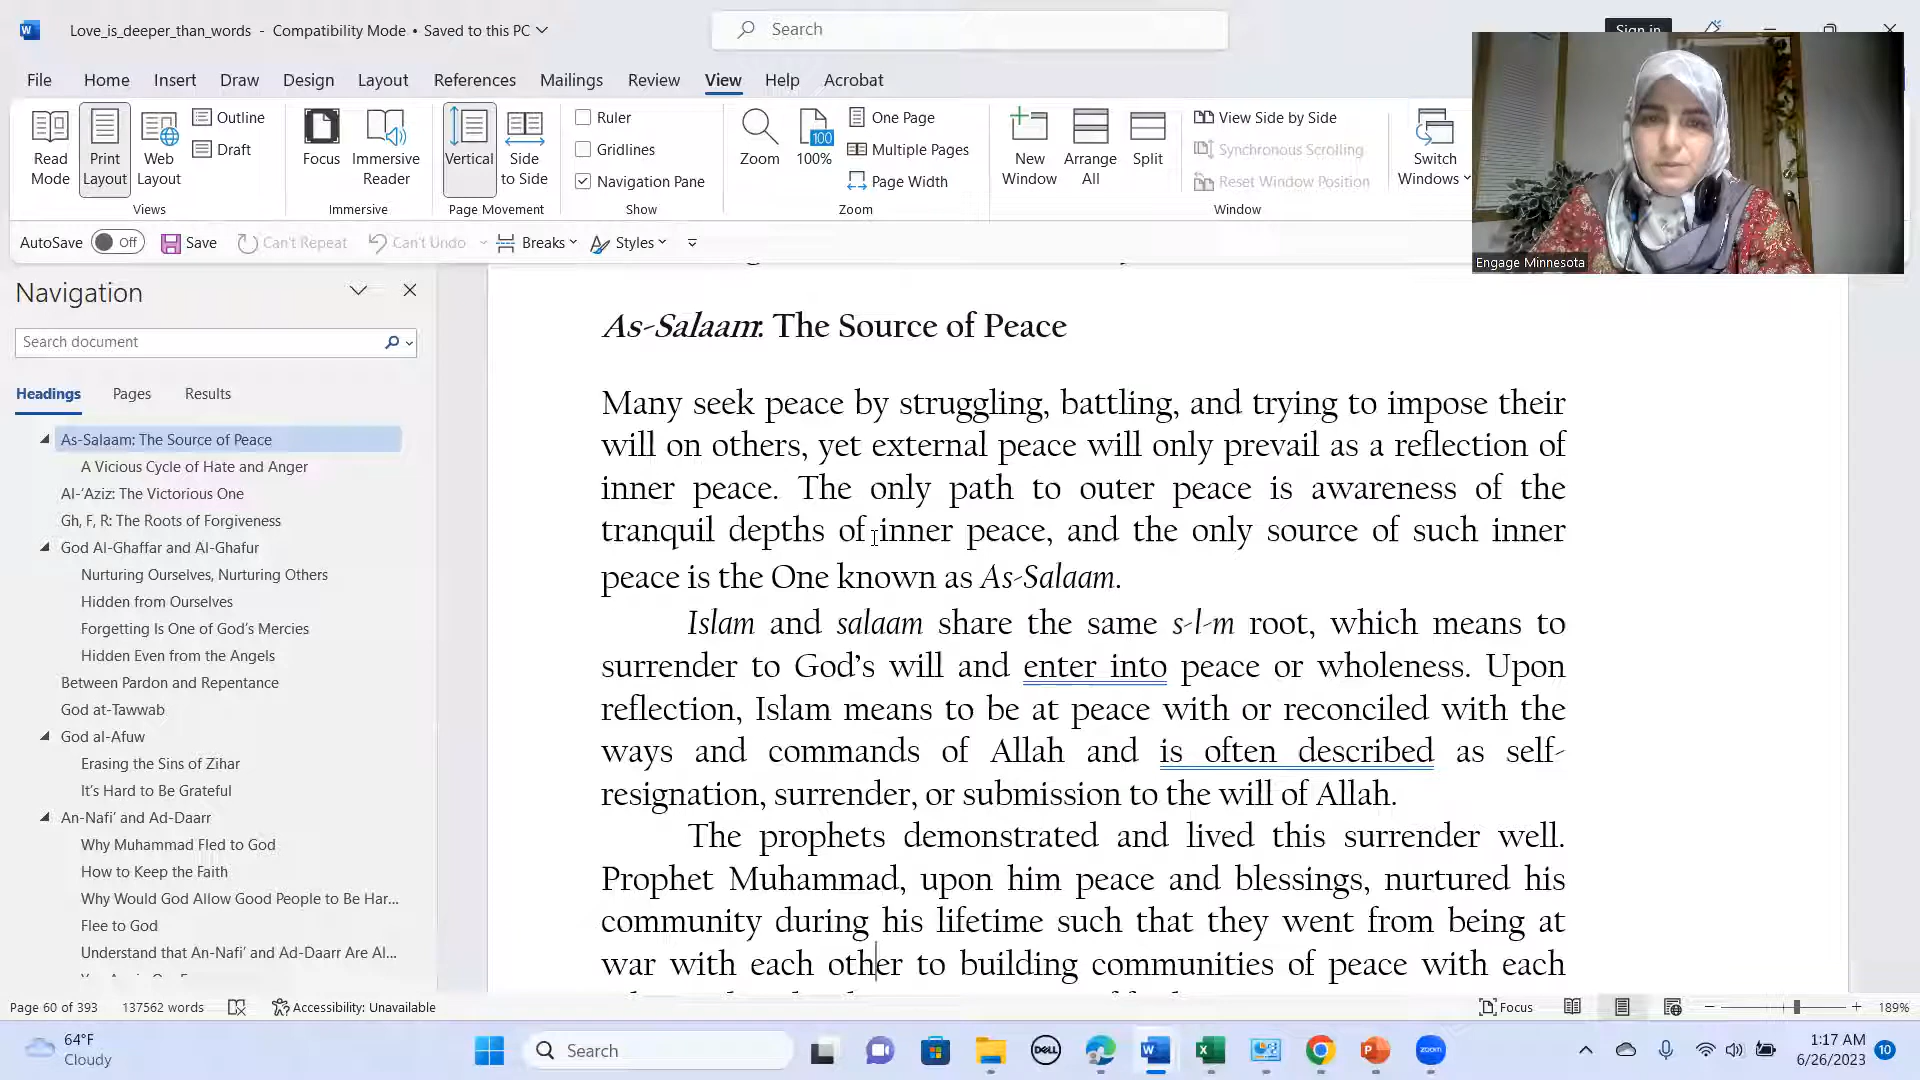 Love_is_deeper_than_words - Compatibility Mode • Saved to this PC
Search
Sign in
File Home Insert Draw Design Layout References Mailings Review View Help Acrobat
Read Mode
Print Layout
Web Layout
Outline
Draft
Views
Focus
Immersive Reader
Immersive
Vertical
Side to Side
Page Movement
Ruler
Gridlines
Navigation Pane
Show
Zoom
100
100%
One Page
Multiple Pages
Page Width
Zoom
New Window
Arrange All
Split
View Side by Side
Synchronous Scrolling
Reset Window Position
Window
Switch Windows
Engage Minnesota
AutoSave Off Save Can't Repeat Can't Undo Breaks Styles
Navigation
Search document
Headings Pages Results
As-Salaam: The Source of Peace
A Vicious Cycle of Hate and Anger
Al-'Aziz: The Victorious One
Gh, F, R: The Roots of Forgiveness
God Al-Ghaffar and Al-Ghafur
Nurturing Ourselves, Nurturing Others
Hidden from Ourselves
Forgetting Is One of God's Mercies
Hidden Even from the Angels
Between Pardon and Repentance
God at-Tawwab
God al-Afuw
Erasing the Sins of Zihar
It's Hard to Be Grateful
An-Nafi' and Ad-Daarr
Why Muhammad Fled to God
How to Keep the Faith
Why Would God Allow Good People to Be Har...
Flee to God
Understand that An-Nafi' and Ad-Daarr Are Al...
As-Salaam: The Source of Peace
Many seek peace by struggling, battling, and trying to impose their
will on others, yet external peace will only prevail as a reflection of
inner peace. The only path to outer peace is awareness of the
tranquil depths of inner peace, and the only source of such inner
peace is the One known as As-Salaam.
Islam and salaam share the same s-l-m root, which means to
surrender to God's will and enter into peace or wholeness. Upon
reflection, Islam means to be at peace with or reconciled with the
ways and commands of Allah and is often described as self-
resignation, surrender, or submission to the will of Allah.
The prophets demonstrated and lived this surrender well.
Prophet Muhammad, upon him peace and blessings, nurtured his
community during his lifetime such that they went from being at
war with each other to building communities of peace with each
Page 60 of 393 137562 words Accessibility: Unavailable Focus 189%
64°F
Cloudy
Search
DELL
zoom
1:17 AM
6/26/2023
10